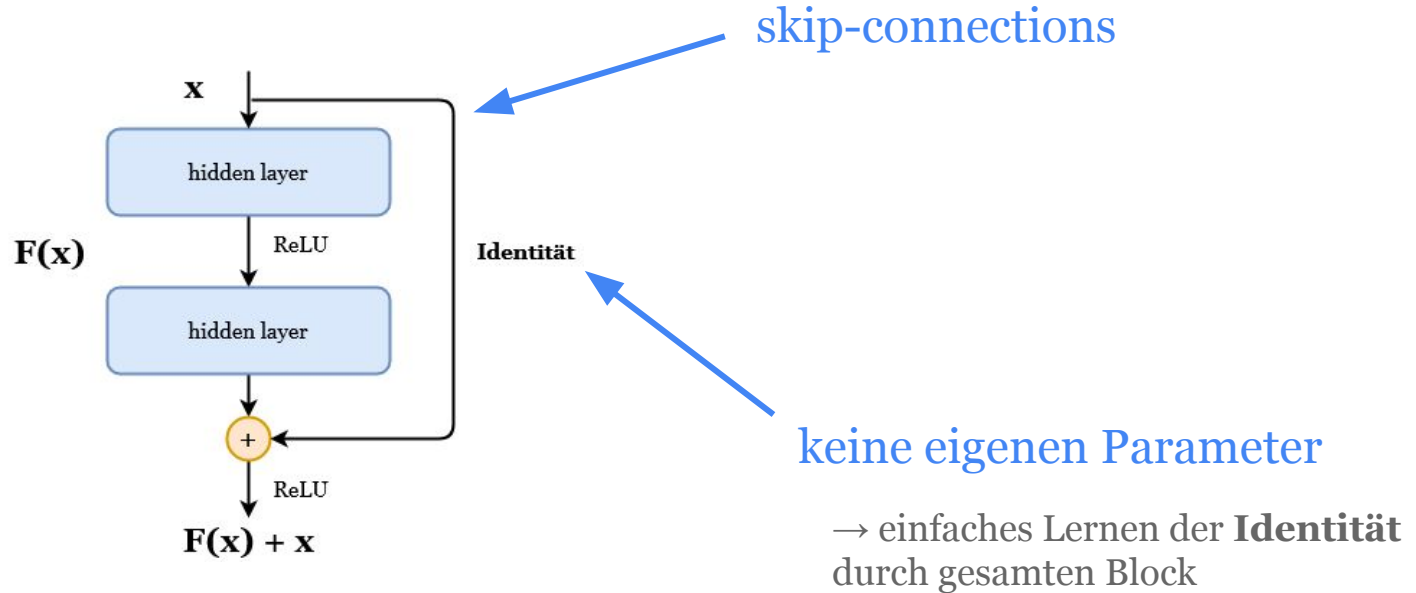 skip-connections
x
hidden layer
ReLU
F(x)
Identität
hidden layer
+
ReLU
F(x) + x
keine eigenen Parameter
→ einfaches Lernen der Identität
durch gesamten Block